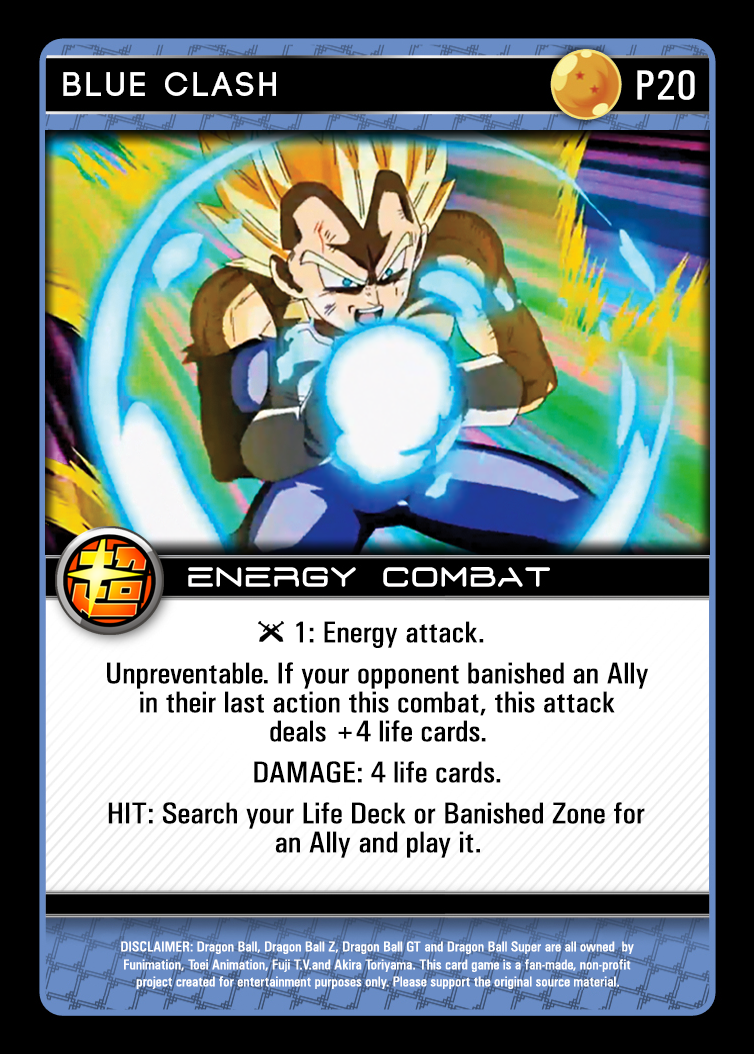 BLUE CLASH P20
ENERGY COMBAT
1: Energy attack.
Unpreventable. If your opponent banished an Ally
in their last action this combat, this attack
deals +4 life cards.
DAMAGE: 4 life cards.
HIT: Search your Life Deck or Banished Zone for
an Ally and play it.
DISCLAIMER: Dragon Ball, Dragon Ball Z, Dragon Ball GT and Dragon Ball Super are all owned by
Funimation, Toei Animation, Fuji T.V.and Akira Toriyama. This card game is a fan-made, non-profit
project created for entertainment purposes only. Please support the original source material.